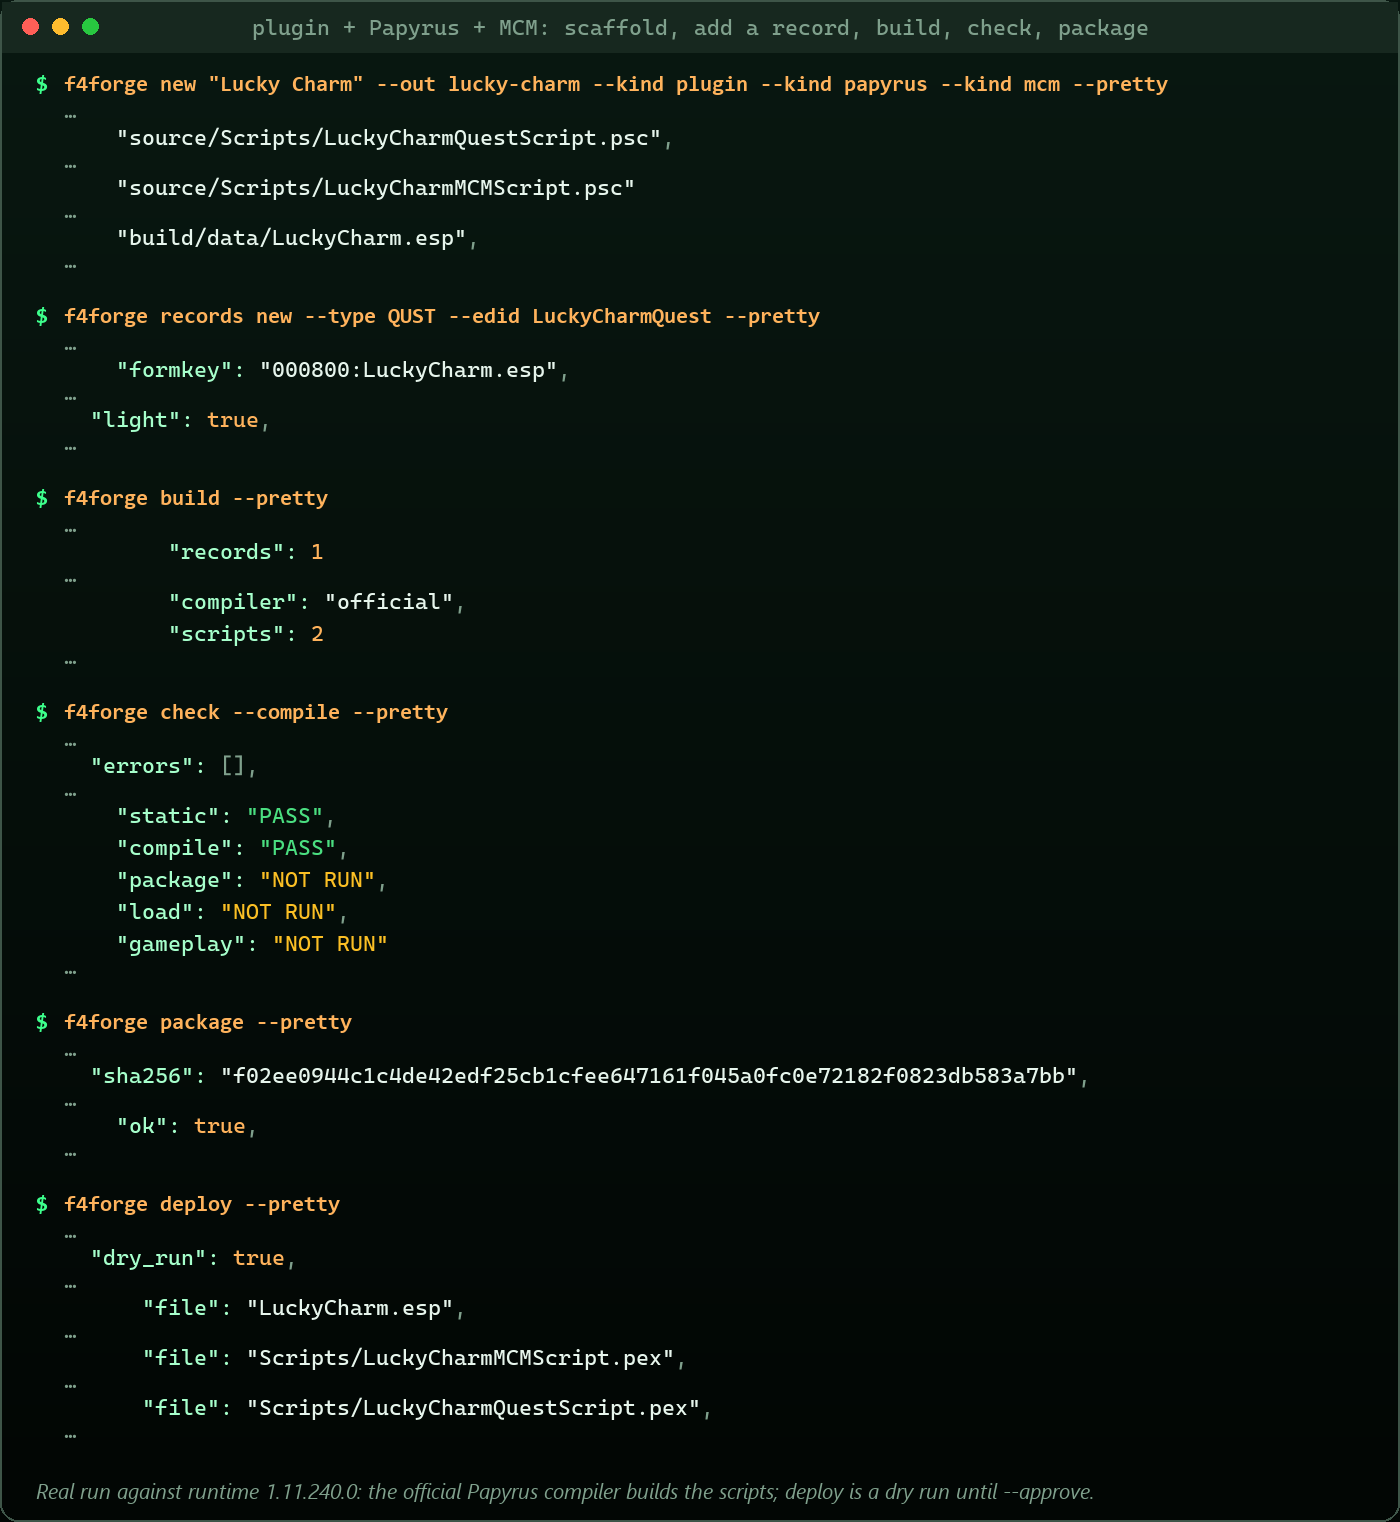 plugin + Papyrus + MCM: scaffold, add a record, build, check, package
$ f4forge new "Lucky Charm" --out lucky-charm --kind plugin --kind papyrus --kind mcm --pretty
…
"source/Scripts/LuckyCharmQuestScript.psc",
…
"source/Scripts/LuckyCharmMCMScript.psc"
…
"build/data/LuckyCharm.esp",
…
$ f4forge records new --type QUST --edid LuckyCharmQuest --pretty
…
"formkey": "000800:LuckyCharm.esp",
…
"light": true,
…
$ f4forge build --pretty
…
"records": 1
…
"compiler": "official",
"scripts": 2
…
$ f4forge check --compile --pretty
…
"errors": [],
…
"static": "PASS",
"compile": "PASS",
"package": "NOT RUN",
"load": "NOT RUN",
"gameplay": "NOT RUN"
…
$ f4forge package --pretty
…
"sha256": "f02ee0944c1c4de42edf25cb1cfee647161f045a0fc0e72182f0823db583a7bb",
…
"ok": true,
…
$ f4forge deploy --pretty
…
"dry_run": true,
…
"file": "LuckyCharm.esp",
…
"file": "Scripts/LuckyCharmMCMScript.pex",
…
"file": "Scripts/LuckyCharmQuestScript.pex",
…
Real run against runtime 1.11.240.0: the official Papyrus compiler builds the scripts; deploy is a dry run until --approve.